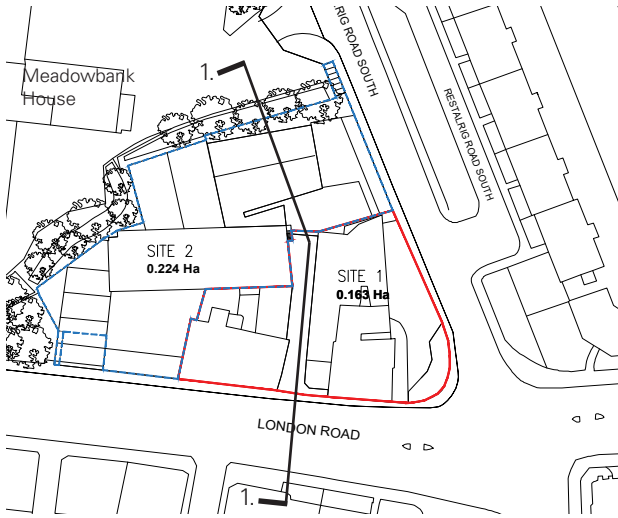 1.
RIG ROAD SOUTH
Meadowbank
House
RESTALRIG ROAD SOUTH
SITE 2
0.224 Ha
SITE 1
0.163 Ha
LONDON ROAD
1.